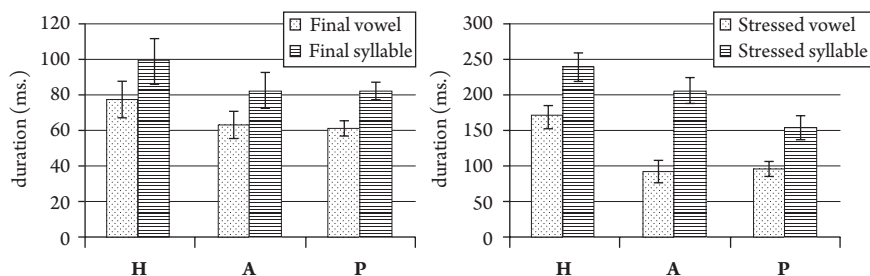 duration (ms.)
120
100
80
60
40
20
0
Final vowel
Final syllable
H A P
duration (ms.)
300
250
200
150
100
50
0
Stressed vowel
Stressed syllable
H A P